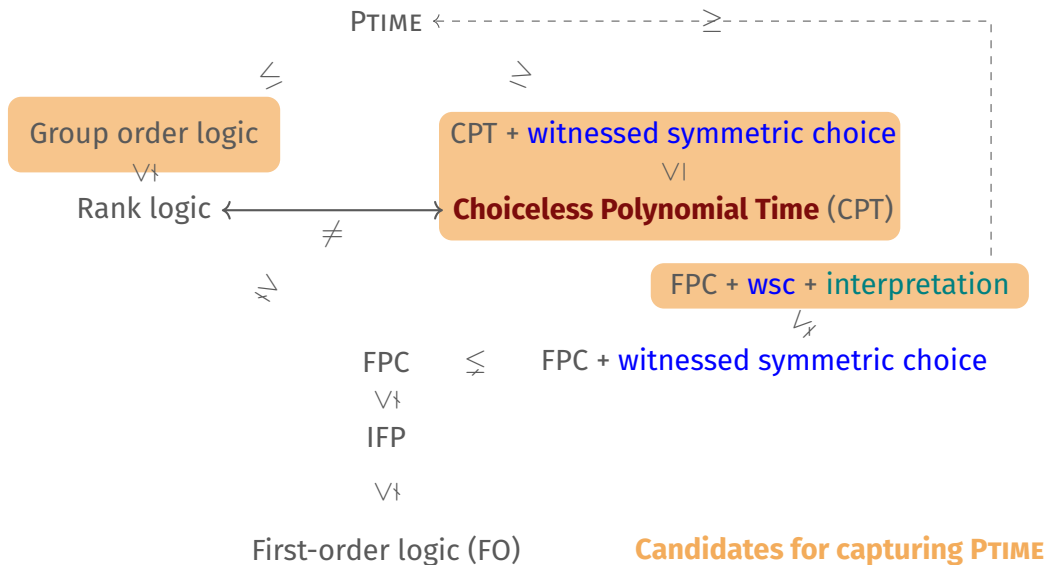 PTIME ≥
≤ ≥
Group order logic CPT + witnessed symmetric choice
≨ ≤
Rank logic ≠ Choiceless Polynomial Time (CPT)
FPC + wsc + interpretation
≩ ≨
FPC ≨ FPC + witnessed symmetric choice
≨
IFP
≨
First-order logic (FO) Candidates for capturing PTIME